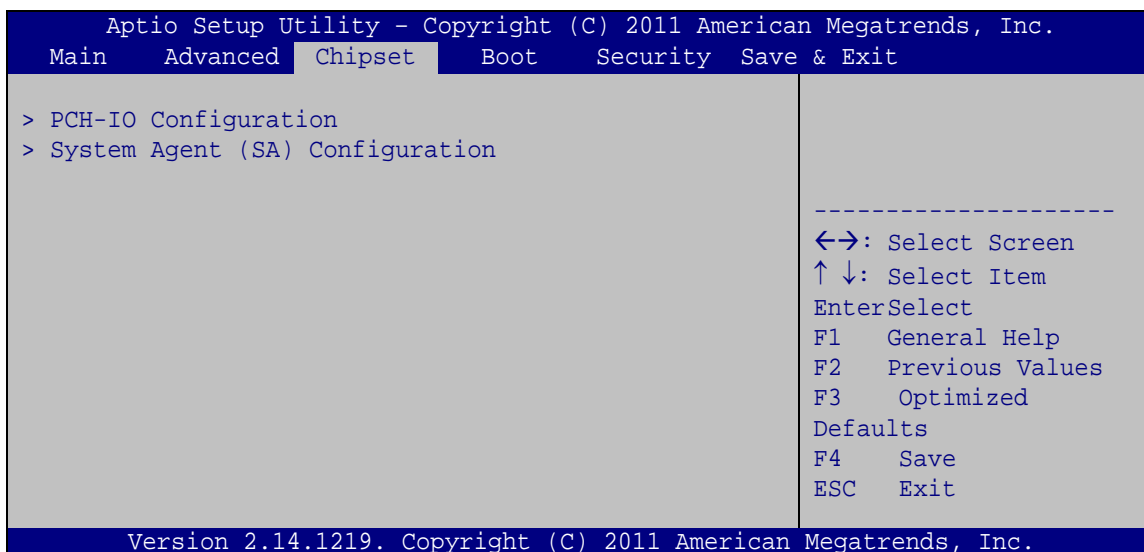 Aptio Setup Utility – Copyright (C) 2011 American Megatrends, Inc.
Main Advanced Chipset Boot Security Save & Exit
> PCH-IO Configuration
> System Agent (SA) Configuration
----------------------
←→: Select Screen
↑ ↓: Select Item
EnterSelect
F1 General Help
F2 Previous Values
F3 Optimized
Defaults
F4 Save
ESC Exit
Version 2.14.1219. Copyright (C) 2011 American Megatrends, Inc.